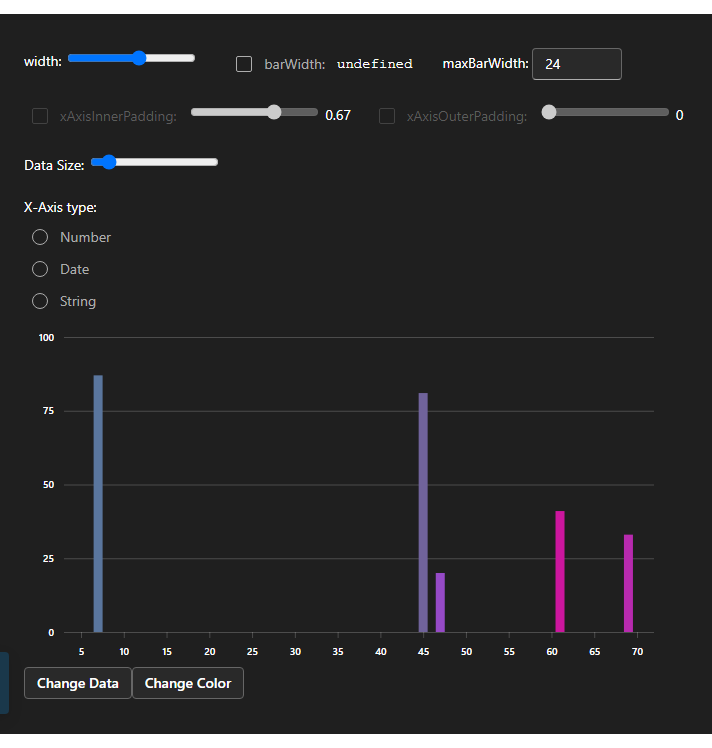 width: barWidth: undefined maxBarWidth: 24
xAxisInnerPadding: 0.67 xAxisOuterPadding: 0
Data Size:
X-Axis type:
Number
Date
String
100
75
50
25
0
5 10 15 20 25 30 35 40 45 50 55 60 65 70
Change Data Change Color